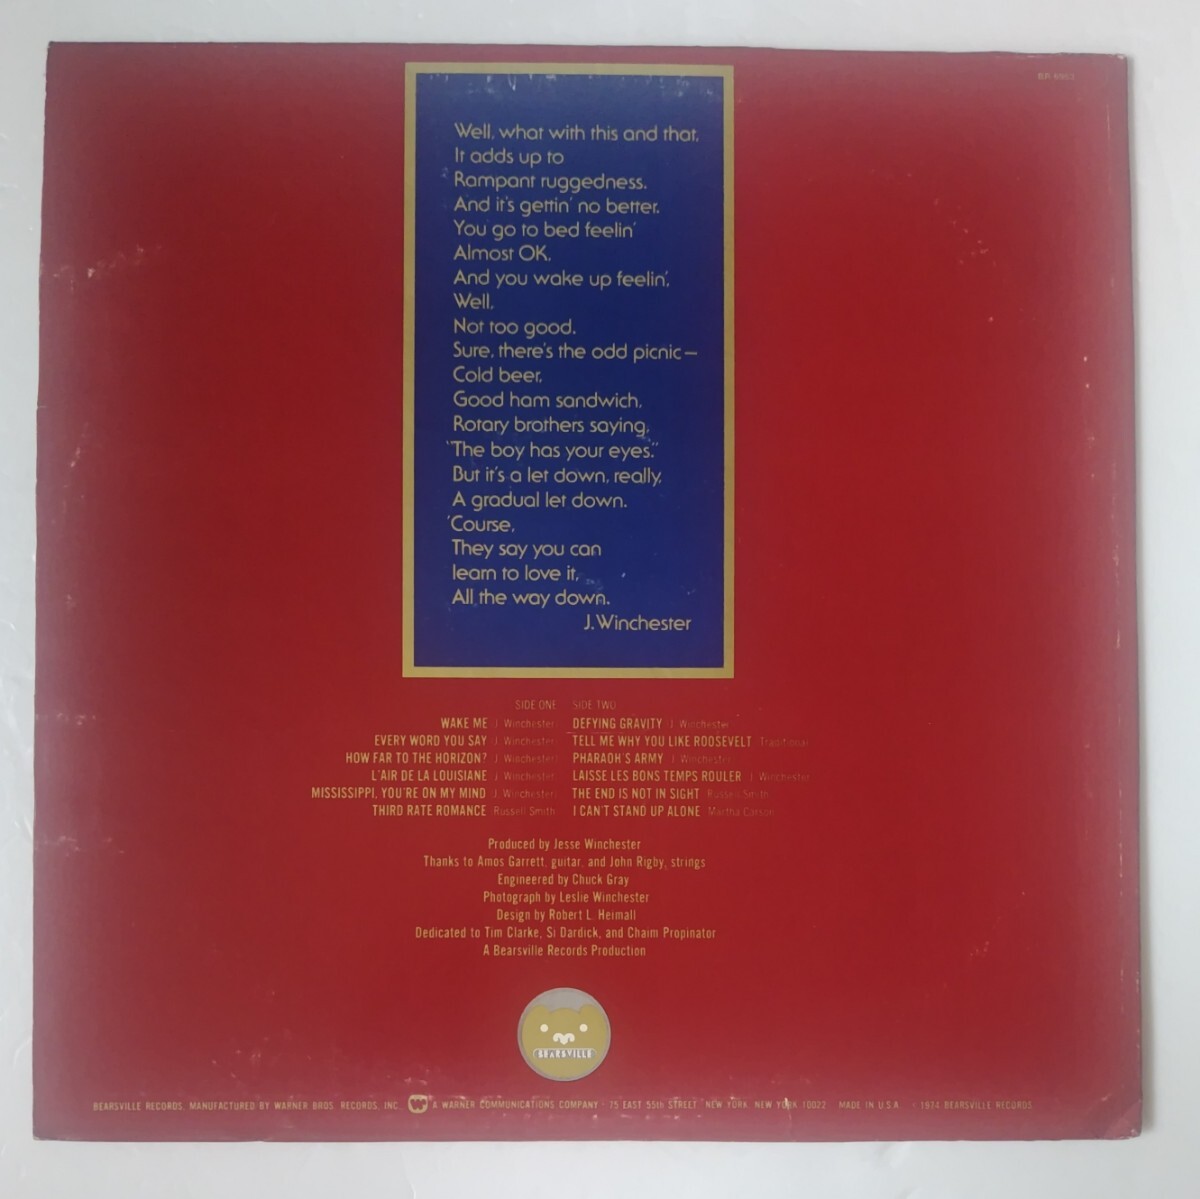 BR 6953
Well, what with this and that,
It adds up to
Rampant ruggedness.
And it's gettin' no better.
You go to bed feelin'
Almost OK.
And you wake up feelin',
Well,
Not too good.
Sure, there's the odd picnic—
Cold beer,
Good ham sandwich,
Rotary brothers saying,
"The boy has your eyes."
But it's a let down, really,
A gradual let down.
'Course,
They say you can
learn to love it,
All the way down.
J. Winchester
SIDE ONE
WAKE ME J. Winchester
EVERY WORD YOU SAY J. Winchester
HOW FAR TO THE HORIZON? J. Winchester
L'AIR DE LA LOUISIANE J. Winchester
MISSISSIPPI, YOU'RE ON MY MIND J. Winchester
THIRD RATE ROMANCE Russell Smith
SIDE TWO
DEFYING GRAVITY J. Winchester
TELL ME WHY YOU LIKE ROOSEVELT Traditional
PHARAOH'S ARMY J. Winchester
LAISSE LES BONS TEMPS ROULER J. Winchester
THE END IS NOT IN SIGHT Russell Smith
I CAN'T STAND UP ALONE Martha Carson
Produced by Jesse Winchester
Thanks to Amos Garrett, guitar, and John Rigby, strings
Engineered by Chuck Gray
Photograph by Leslie Winchester
Design by Robert L. Heimall
Dedicated to Tim Clarke, Si Dardick, and Chaim Propinator
A Bearsville Records Production
BEARSVILLE
BEARSVILLE RECORDS, MANUFACTURED BY WARNER BROS. RECORDS, INC., A WARNER COMMUNICATIONS COMPANY · 75 EAST 55th STREET, NEW YORK, NEW YORK 10022 MADE IN U.S.A. © 1974 BEARSVILLE RECORDS